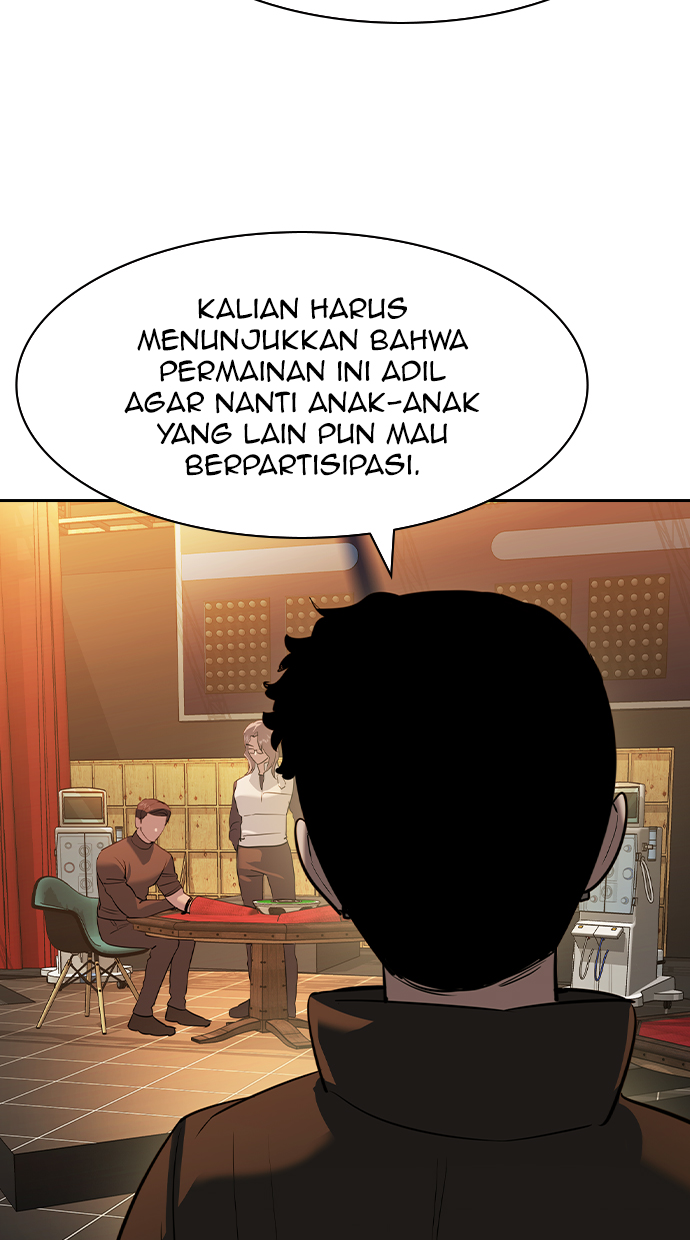 KALIAN HARUS
MENUNJUKKAN BAHWA
PERMAINAN INI ADIL
AGAR NANTI ANAK-ANAK
YANG LAIN PUN MAU
BERPARTISIPASI.